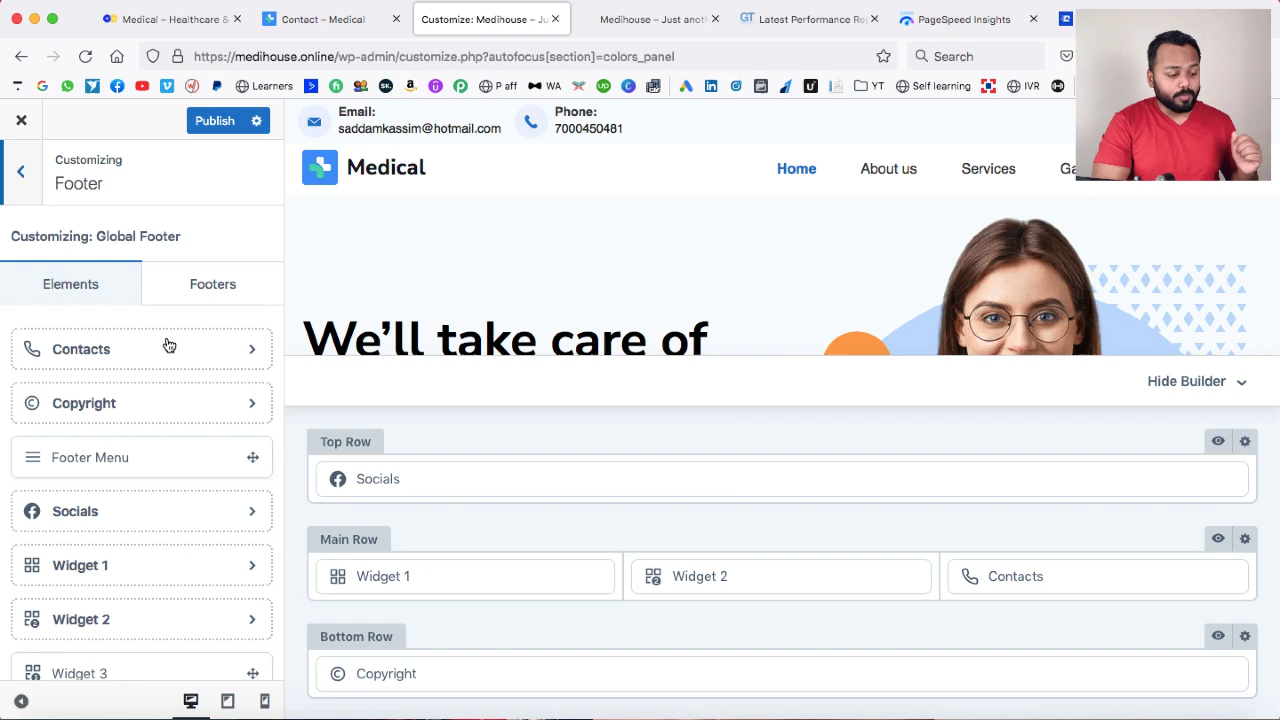 Medical – Healthcare &
Contact – Medical
Customize: Medihouse – Ju
Medihouse – Just anoth
GT
Latest Performance Re
PageSpeed Insights
https://medihouse.online/wp-admin/customize.php?autofocus[section]=colors_panel
Search
Learners
P aff
WA
YT
Self learning
IVR
Publish
Email:
saddamkassim@hotmail.com
Phone:
7000450481
Customizing
Footer
Medical
Home
About us
Services
Ga
Customizing: Global Footer
Elements
Footers
We’ll take care of
Contacts
Copyright
Footer Menu
Socials
Widget 1
Widget 2
Widget 3
Hide Builder
Top Row
Socials
Main Row
Widget 1
Widget 2
Contacts
Bottom Row
Copyright